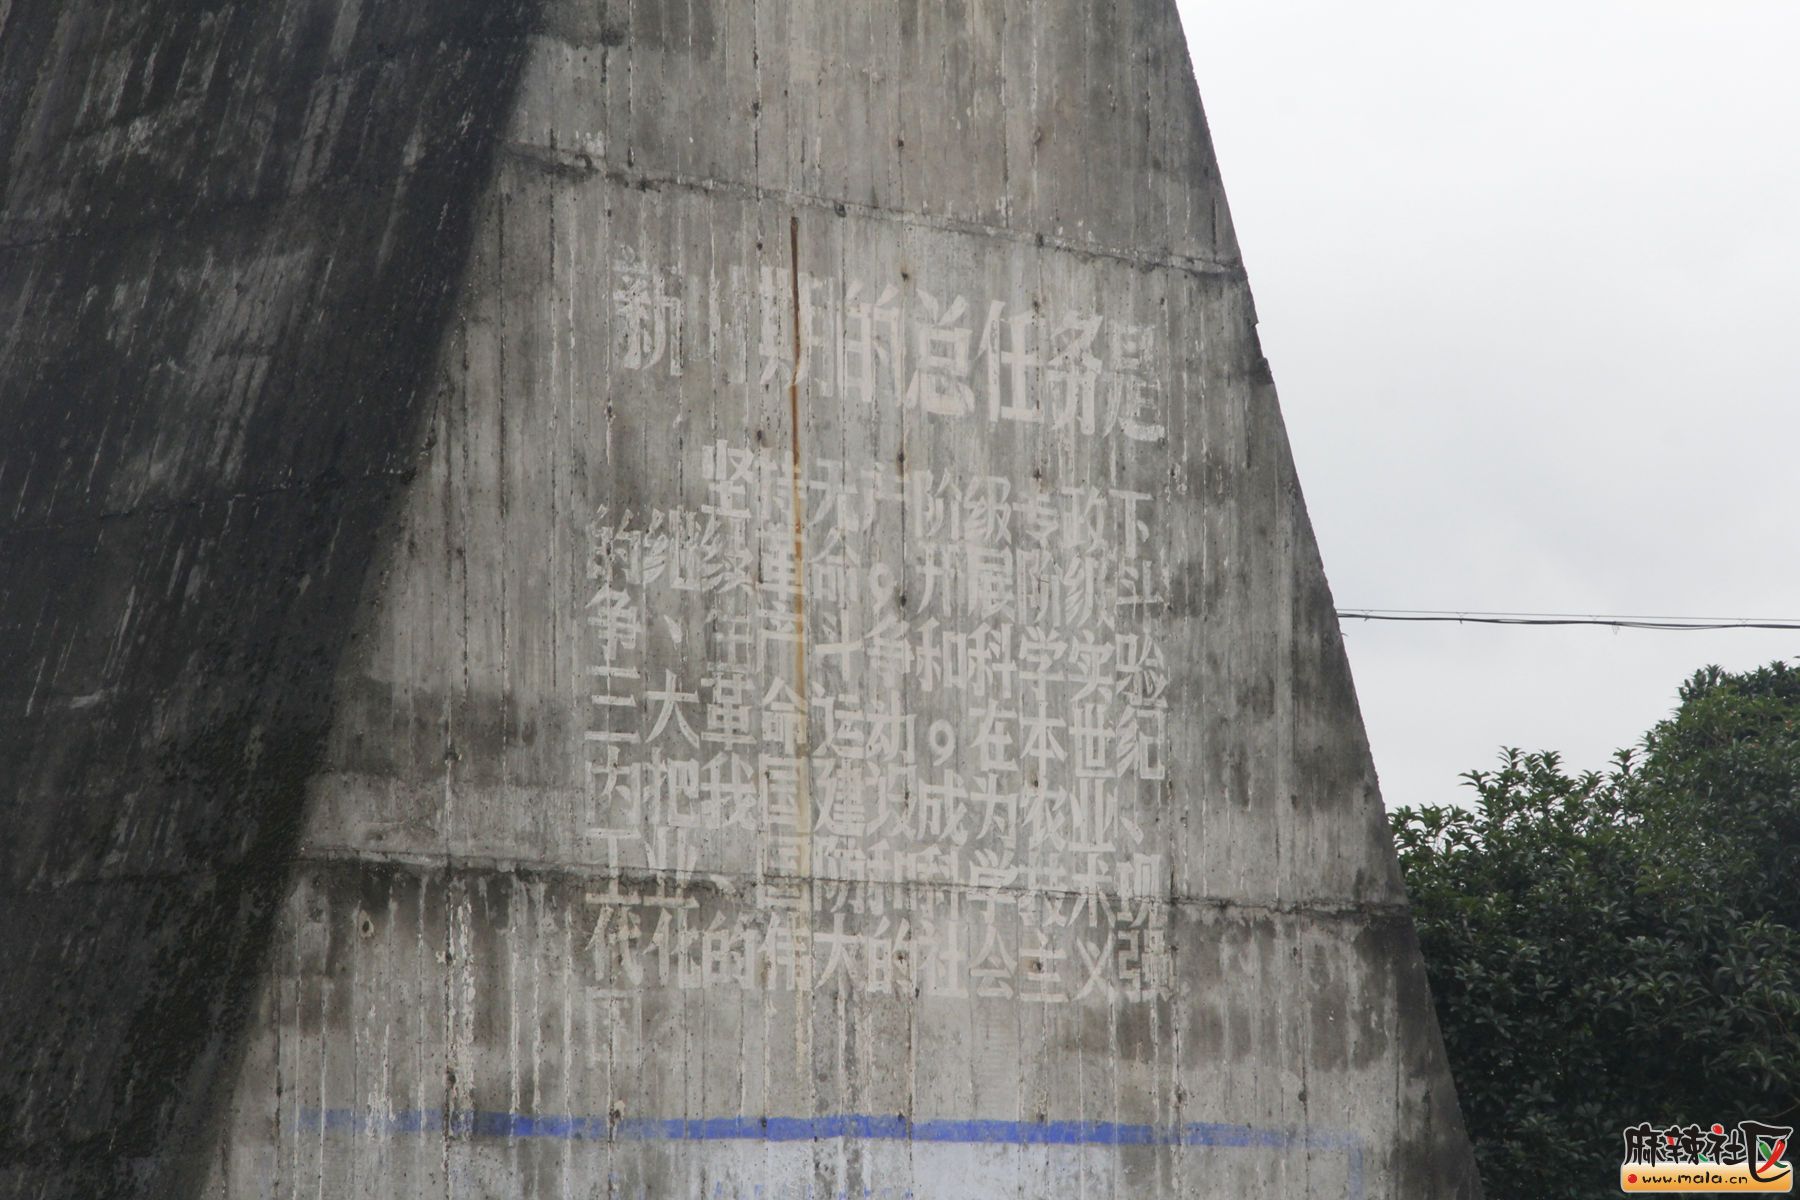 新时期的总任务是
坚持无产阶级专政下
的继续革命，开展阶级斗
争、生产斗争和科学实验
三大革命运动，在本世纪
内把我国建设成为农业、
工业、国防和科学技术现
代化的伟大的社会主义强
国
麻辣社区
www.mala.cn